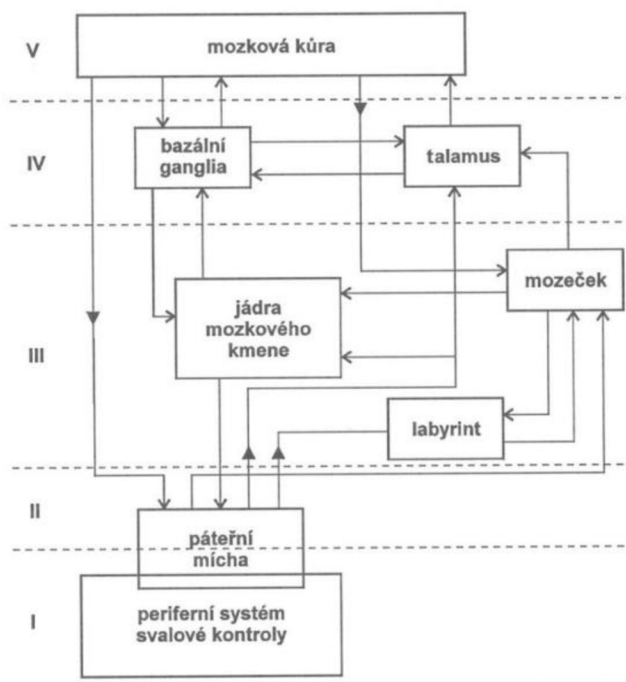 V
mozková kůra
IV
bazální
ganglia
talamus
mozeček
III
jádra
mozkového
kmene
labyrint
II
páteřní
mícha
I
periferní systém
svalové kontroly